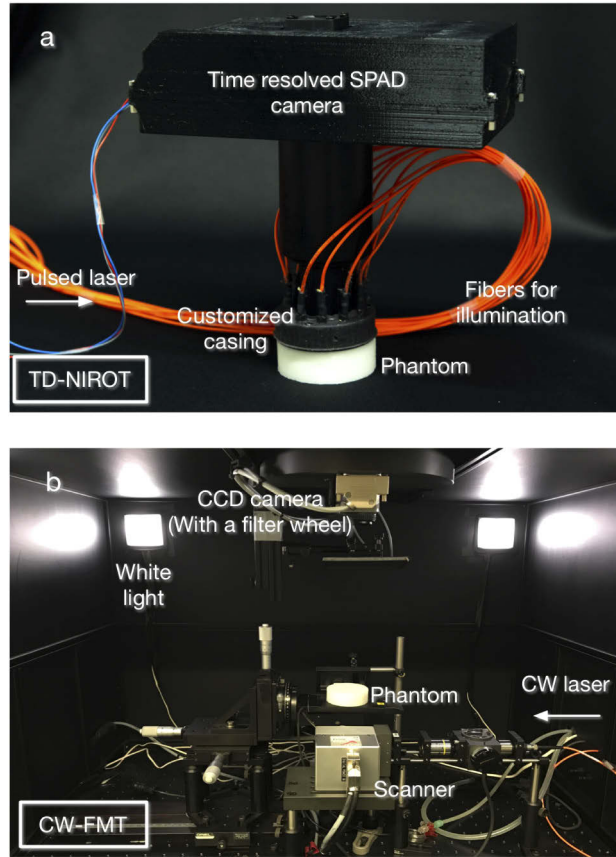 a
Time resolved SPAD
camera
Pulsed laser
Customized
casing
Fibers for
illumination
Phantom
TD-NIROT
b
CCD camera
(With a filter wheel)
White
light
Phantom
CW laser
Scanner
CW-FMT